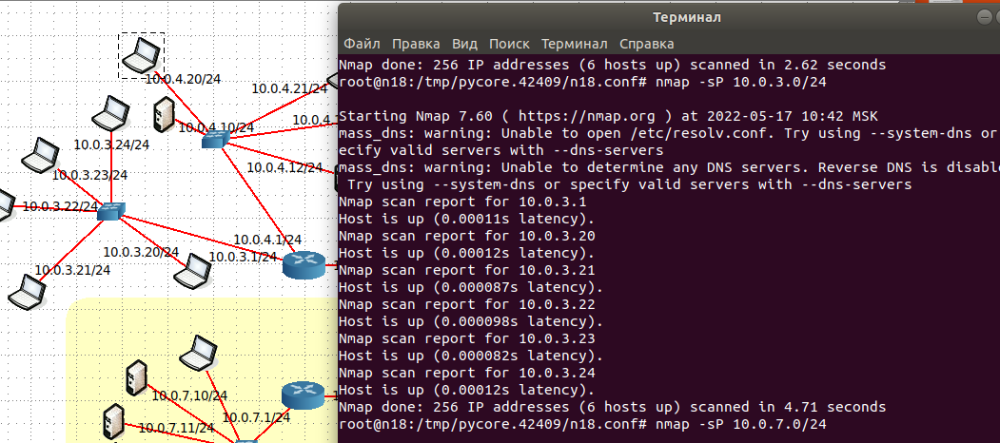 Терминал
Файл Правка Вид Поиск Терминал Справка
Nmap done: 256 IP addresses (6 hosts up) scanned in 2.62 seconds
root@n18:/tmp/pycore.42409/n18.conf# nmap -sP 10.0.3.0/24
Starting Nmap 7.60 ( https://nmap.org ) at 2022-05-17 10:42 MSK
mass_dns: warning: Unable to open /etc/resolv.conf. Try using --system-dns or
ecify valid servers with --dns-servers
mass_dns: warning: Unable to determine any DNS servers. Reverse DNS is disabl
Try using --system-dns or specify valid servers with --dns-servers
Nmap scan report for 10.0.3.1
Host is up (0.00011s latency).
Nmap scan report for 10.0.3.20
Host is up (0.00012s latency).
Nmap scan report for 10.0.3.21
Host is up (0.000087s latency).
Nmap scan report for 10.0.3.22
Host is up (0.000098s latency).
Nmap scan report for 10.0.3.23
Host is up (0.000082s latency).
Nmap scan report for 10.0.3.24
Host is up (0.00012s latency).
Nmap done: 256 IP addresses (6 hosts up) scanned in 4.71 seconds
root@n18:/tmp/pycore.42409/n18.conf# nmap -sP 10.0.7.0/24
10.0.4.20/24
10.0.4.21/24
10.0.4.10/24
10.0.4.
10.0.3.24/24
10.0.4.12/24
10.0.3.23/24
10.0.3.22/24
10.0.4.1/24
10.0.3.20/24
10.0.3.1/24
10.0.3.21/24
10.0.7.10/24
10.0.7.1/24
10.0.7.11/24